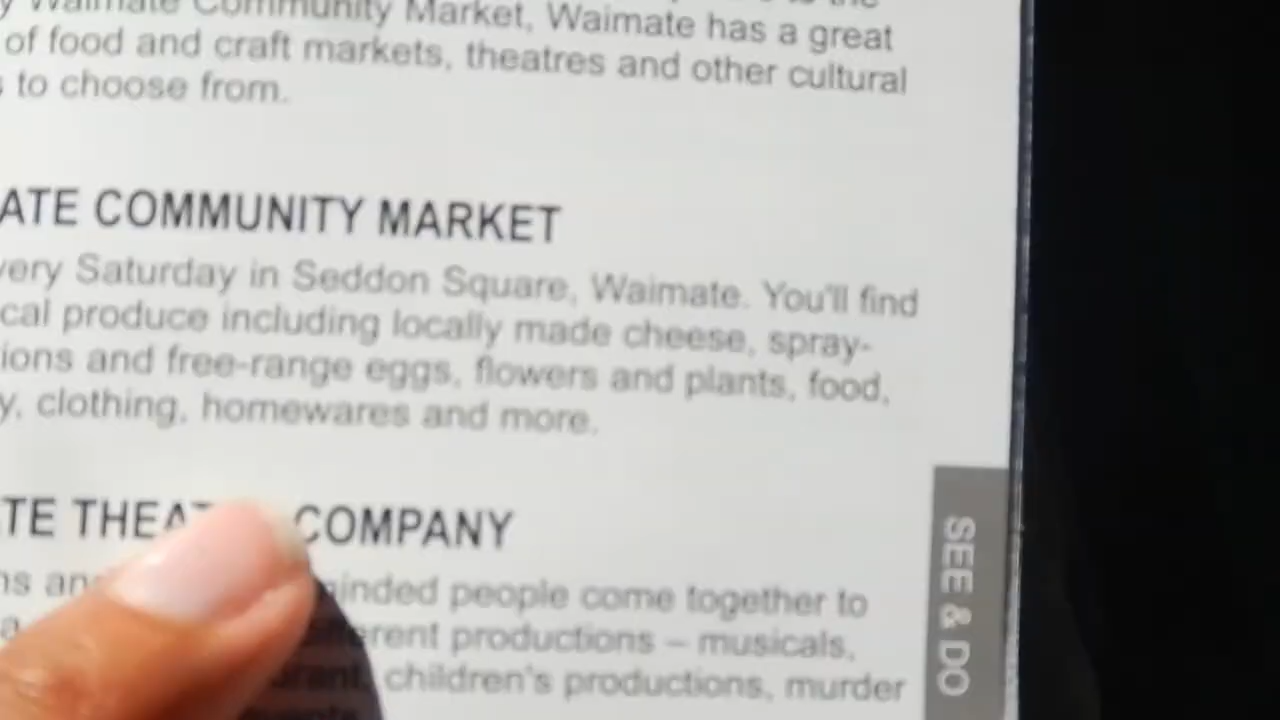 Waimate Community Market, Waimate has a great
of food and craft markets, theatres and other cultural
to choose from.
ATE COMMUNITY MARKET
very Saturday in Seddon Square, Waimate. You'll find
cal produce including locally made cheese, spray-
ions and free-range eggs, flowers and plants, food,
y, clothing, homewares and more.
TE COMPANY
inded people come together to
erent productions – musicals,
children's productions, murder
SEE & DO